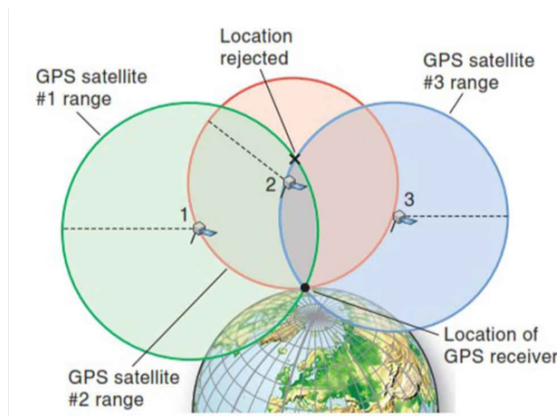 Location
rejected
GPS satellite
#1 range
GPS satellite
#3 range
1
2
3
Location of
GPS receiver
GPS satellite
#2 range